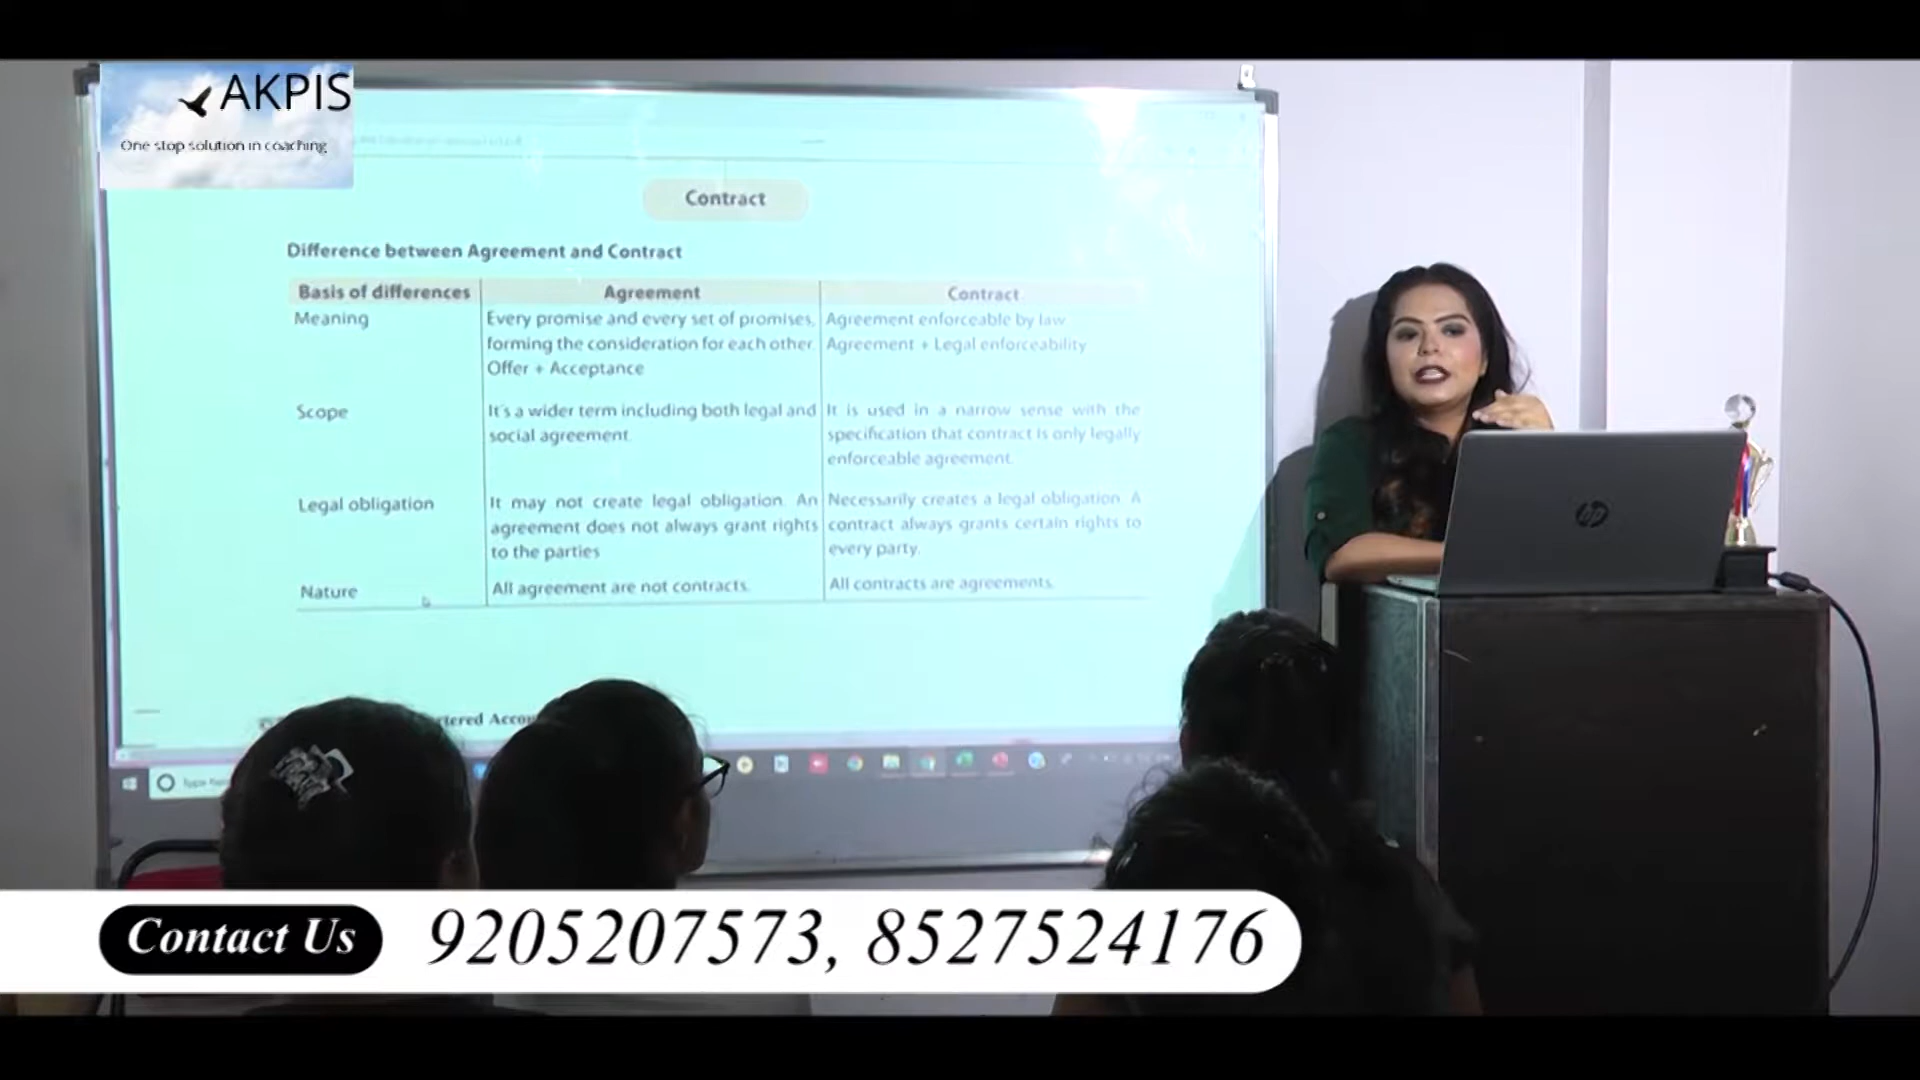 AKPIS
One stop solution in coaching
Contract
Difference between Agreement and Contract
Basis of differences Agreement Contract
Meaning
Every promise and every set of promises,
forming the consideration for each other.
Offer + Acceptance
Agreement enforceable by law
Agreement + Legal enforceability
Scope
It's a wider term including both legal and
social agreement.
It is used in a narrow sense with the
specification that contract is only legally
enforceable agreement.
Legal obligation
It may not create legal obligation. An
agreement does not always grant rights
to the parties
Necessarily creates a legal obligation. A
contract always grants certain rights to
every party.
Nature
All agreement are not contracts.
All contracts are agreements.
Type
hp
Contact Us 9205207573, 8527524176